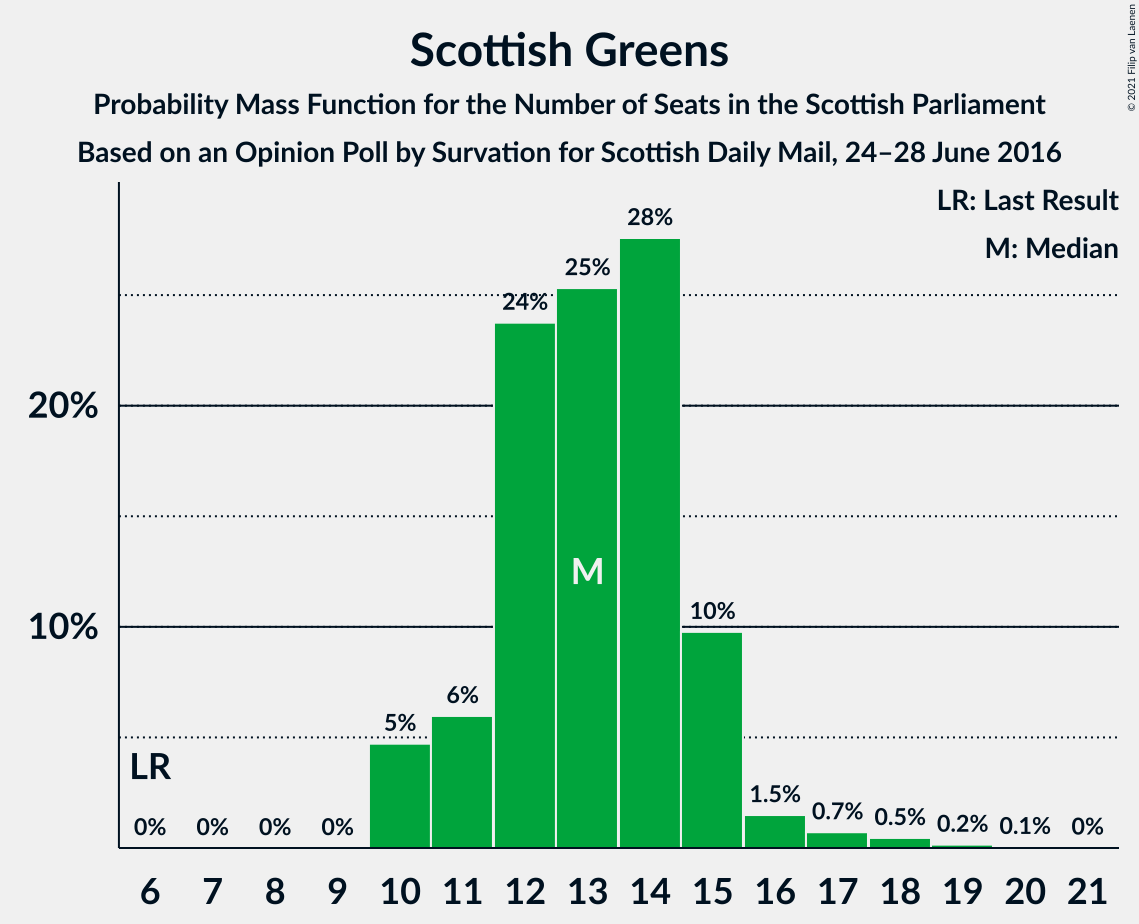 Scottish Greens
Probability Mass Function for the Number of Seats in the Scottish Parliament
Based on an Opinion Poll by Survation for Scottish Daily Mail, 24–28 June 2016
© 2021 Filip van Laenen
LR: Last Result
M: Median
28%
25%
24%
20%
M
10%
10%
6%
5%
LR
1.5%
0% 0% 0% 0% 0.7% 0.5% 0.2% 0.1% 0%
6 7 8 9 10 11 12 13 14 15 16 17 18 19 20 21